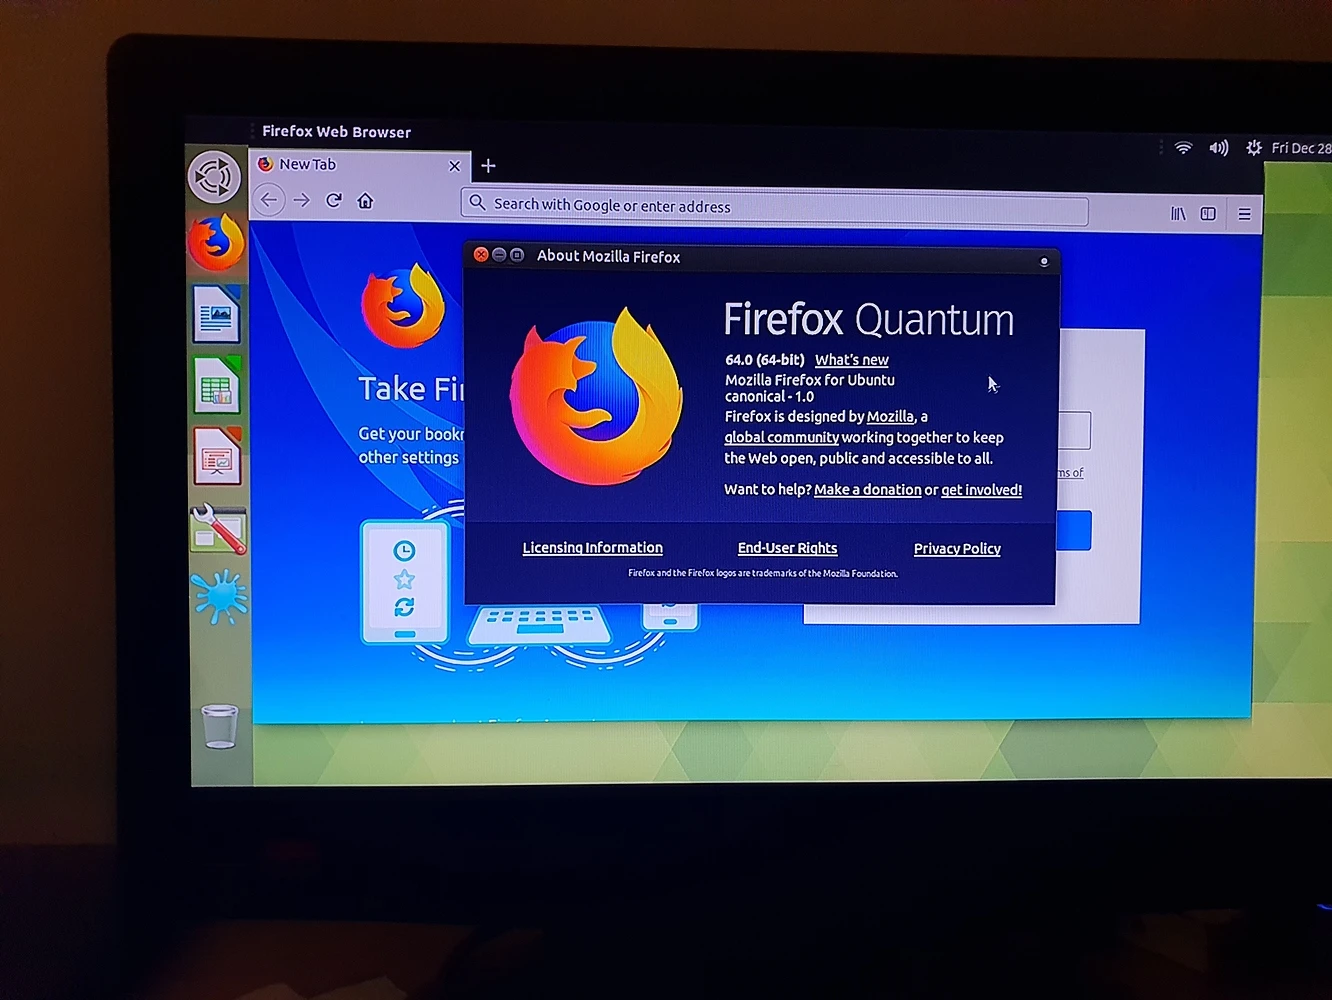 Firefox Web Browser
Fri Dec 28
New Tab
Search with Google or enter address
About Mozilla Firefox
Firefox Quantum
64.0 (64-bit) What's new
Mozilla Firefox for Ubuntu
canonical - 1.0
Firefox is designed by Mozilla, a
global community working together to keep
the Web open, public and accessible to all.
Want to help? Make a donation or get involved!
Licensing Information End-User Rights Privacy Policy
Firefox and the Firefox logos are trademarks of the Mozilla Foundation.
Take Fi
Get your bookr
other settings
ms of